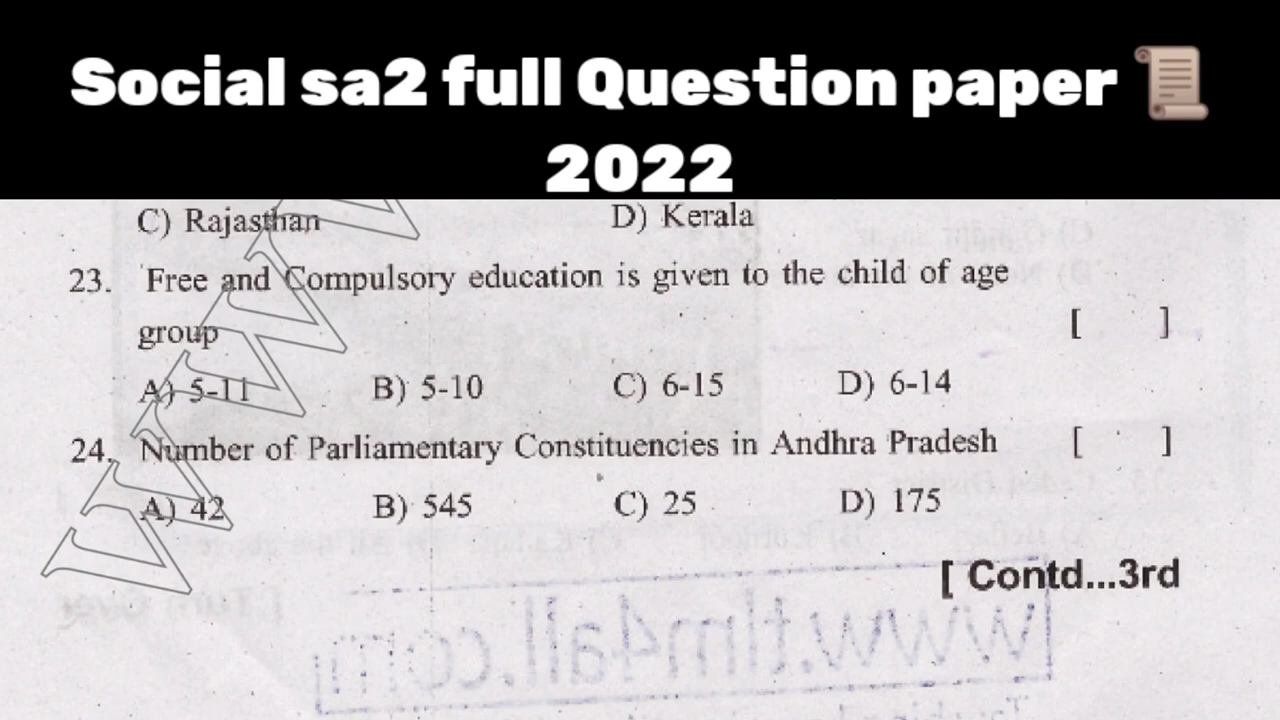 Social sa2 full Question paper 📜
2022
C) Rajasthan D) Kerala
23. Free and Compulsory education is given to the child of age
group [ ]
A) 5-11 B) 5-10 C) 6-15 D) 6-14
24. Number of Parliamentary Constituencies in Andhra Pradesh [ ]
A) 42 B) 545 C) 25 D) 175
[ Contd...3rd
www.tlm4all.com